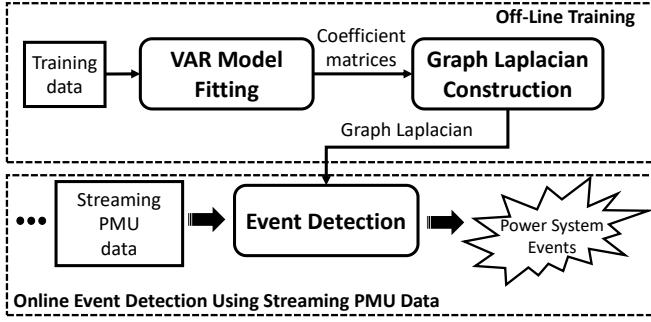 Off-Line Training
Training
data
VAR Model
Fitting
Coefficient
matrices
Graph Laplacian
Construction
Graph Laplacian
Streaming
PMU
data
Event Detection
Power System
Events
Online Event Detection Using Streaming PMU Data